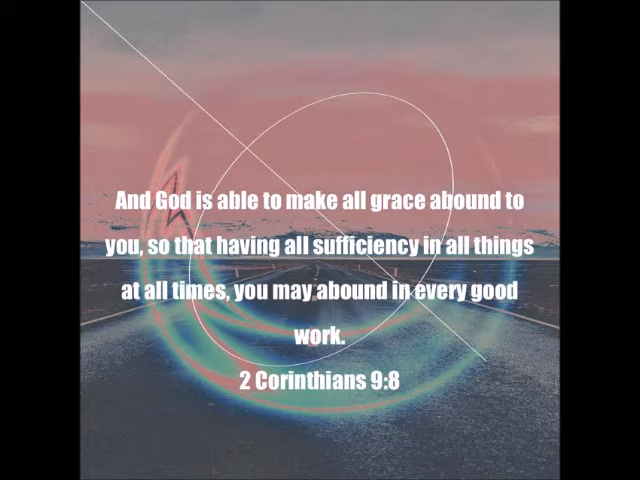 And God is able to make all grace abound to
you, so that having all sufficiency in all things
at all times, you may abound in every good
work.
2 Corinthians 9:8